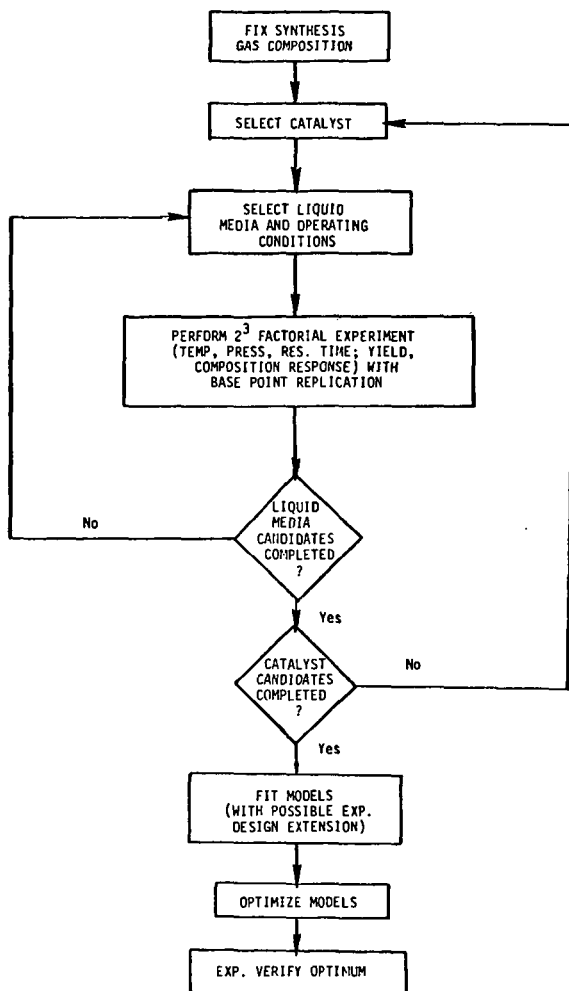 FIX SYNTHESIS
GAS COMPOSITION
SELECT CATALYST
SELECT LIQUID
MEDIA AND OPERATING
CONDITIONS
PERFORM 2³ FACTORIAL EXPERIMENT
(TEMP, PRESS, RES. TIME; YIELD,
COMPOSITION RESPONSE) WITH
BASE POINT REPLICATION
LIQUID
MEDIA
CANDIDATES
COMPLETED
?
No
Yes
CATALYST
CANDIDATES
COMPLETED
?
No
Yes
FIT MODELS
(WITH POSSIBLE EXP.
DESIGN EXTENSION)
OPTIMIZE MODELS
EXP. VERIFY OPTIMUM